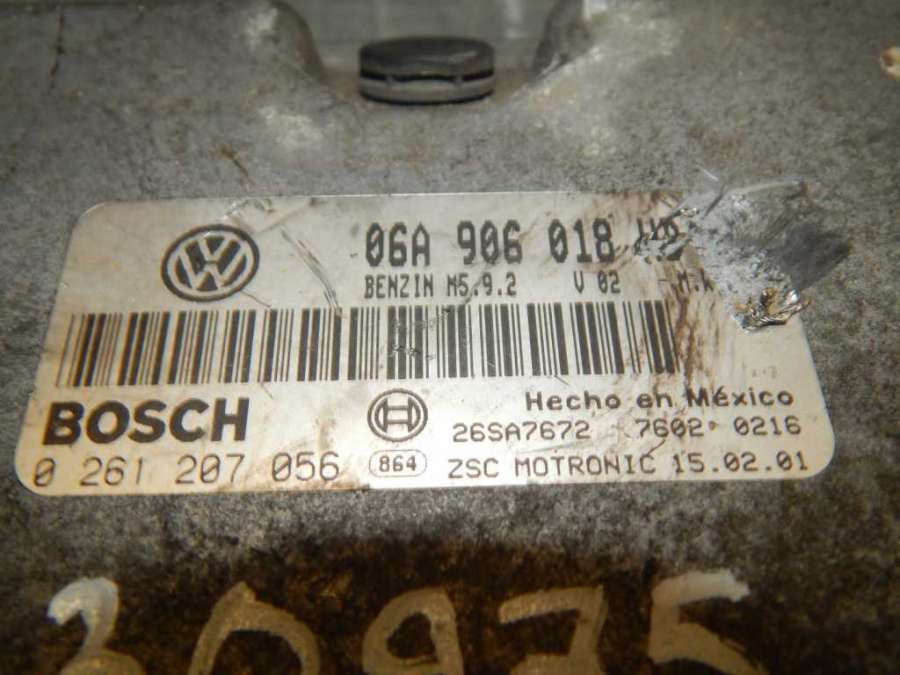 06A 906 018
BENZIN M5.9.2 V 02
BOSCH
Hecho en México
26SA7672 7602 0216
0 261 207 056 864 ZSC MOTRONIC 15.02.01
30975